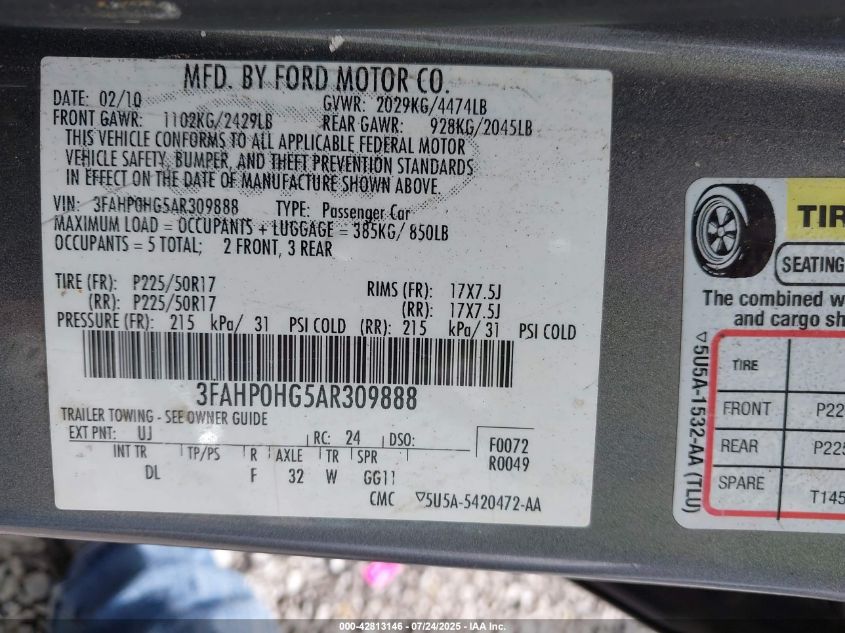 MFD. BY FORD MOTOR CO.
DATE: 02/10 GVWR: 2029KG/4474LB
FRONT GAWR: 1102KG/2429LB REAR GAWR: 928KG/2045LB
THIS VEHICLE CONFORMS TO ALL APPLICABLE FEDERAL MOTOR
VEHICLE SAFETY, BUMPER, AND THEFT PREVENTION STANDARDS
IN EFFECT ON THE DATE OF MANUFACTURE SHOWN ABOVE.
VIN: 3FAHP0HG5AR309888 TYPE: Passenger Car
MAXIMUM LOAD = OCCUPANTS + LUGGAGE = 385KG/ 850LB
OCCUPANTS = 5 TOTAL; 2 FRONT, 3 REAR
TIRE (FR): P225/50R17 RIMS (FR): 17X7.5J
(RR): P225/50R17 (RR): 17X7.5J
PRESSURE (FR): 215 kPa/ 31 PSI COLD (RR): 215 kPa/ 31 PSI COLD
3FAHP0HG5AR309888
TRAILER TOWING - SEE OWNER GUIDE
EXT PNT: UJ RC: 24 DSO: F0072
INT TR TP/PS R AXLE TR SPR R0049
DL F 32 W GG11
CMC ▽5U5A-5420472-AA
TIR
SEATING
The combined w
and cargo sh
TIRE
FRONT P22
REAR P225
SPARE T145
▽5U5A-1532-AA (TLU)
000-42813146 - 07/24/2025 - IAA Inc.